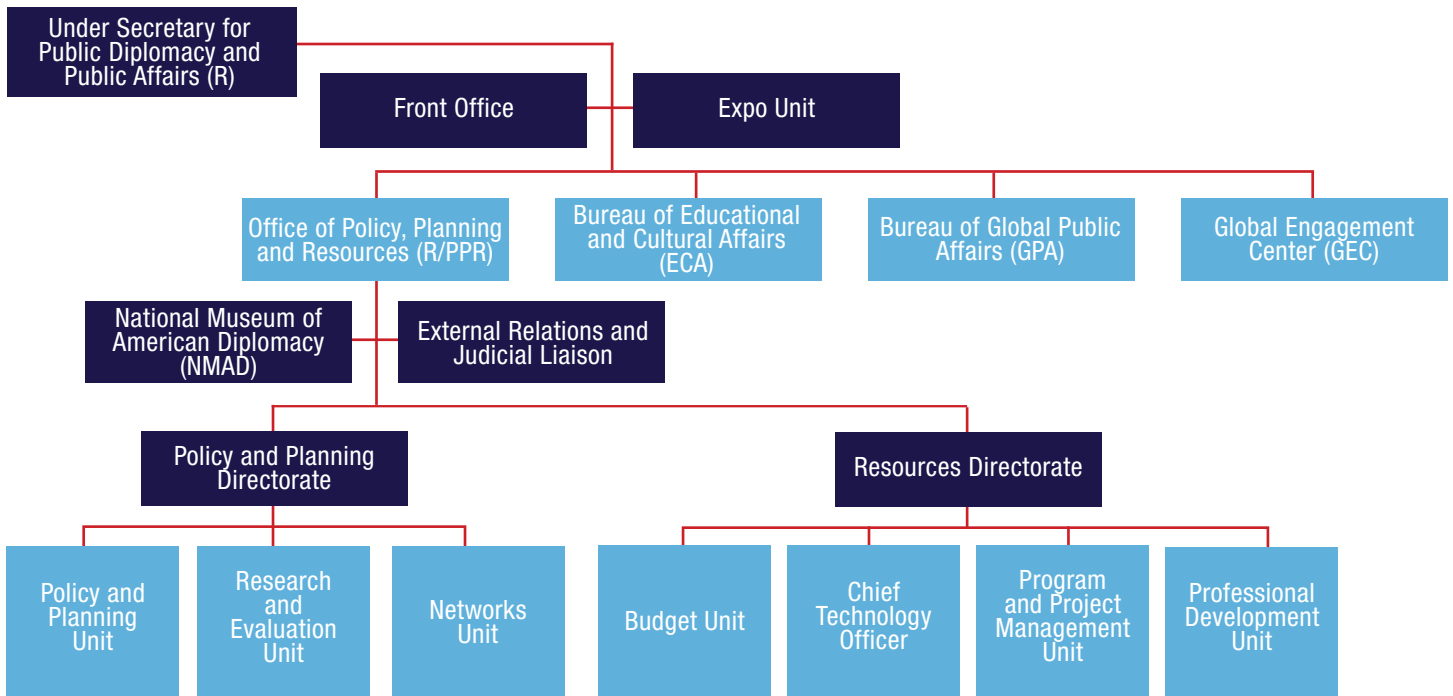 Under Secretary for
Public Diplomacy and
Public Affairs (R)
Front Office
Expo Unit
Office of Policy, Planning
and Resources (R/PPR)
Bureau of Educational
and Cultural Affairs
(ECA)
Bureau of Global Public
Affairs (GPA)
Global Engagement
Center (GEC)
National Museum of
American Diplomacy
(NMAD)
External Relations and
Judicial Liaison
Policy and Planning
Directorate
Resources Directorate
Policy and
Planning
Unit
Research
and
Evaluation
Unit
Networks
Unit
Budget Unit
Chief
Technology
Officer
Program
and Project
Management
Unit
Professional
Development
Unit